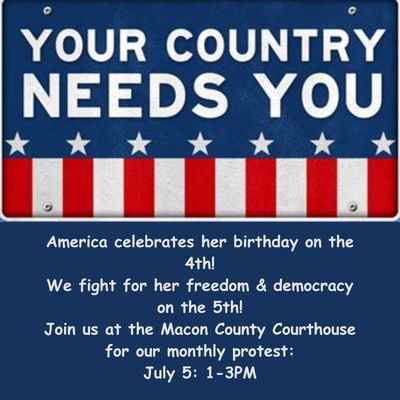 YOUR COUNTRY
NEEDS YOU
America celebrates her birthday on the
4th!
We fight for her freedom & democracy
on the 5th!
Join us at the Macon County Courthouse
for our monthly protest:
July 5: 1-3PM